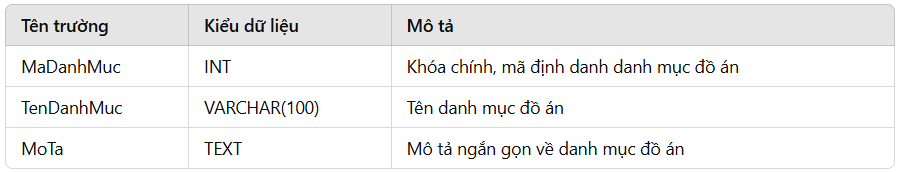 Tên trường Kiểu dữ liệu Mô tả
MaDanhMuc INT Khóa chính, mã định danh danh mục đồ án
TenDanhMuc VARCHAR(100) Tên danh mục đồ án
MoTa TEXT Mô tả ngắn gọn về danh mục đồ án